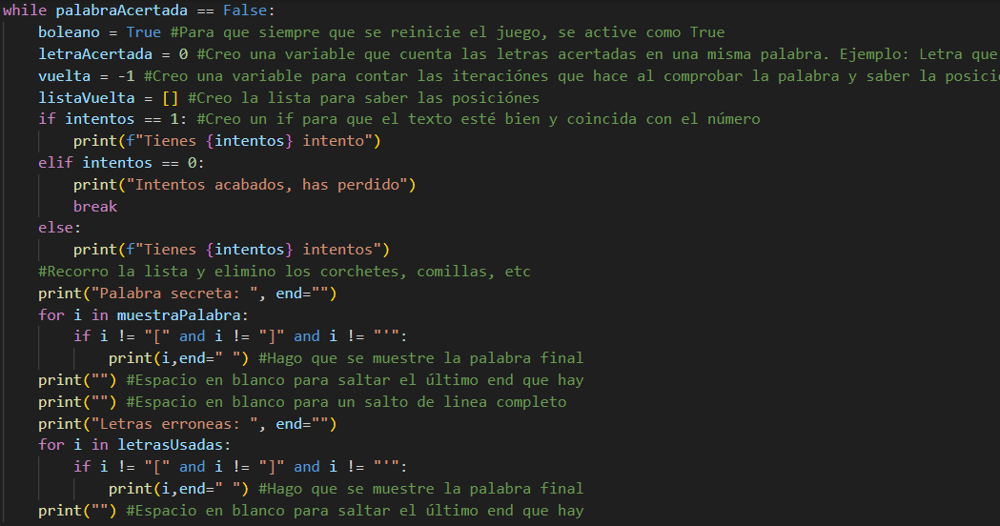 while palabraAcertada == False:
    boleano = True #Para que siempre que se reinicie el juego, se active como True
    letraAcertada = 0 #Creo una variable que cuenta las letras acertadas en una misma palabra. Ejemplo: Letra que
    vuelta = -1 #Creo una variable para contar las iteraciónes que hace al comprobar la palabra y saber la posici
    listaVuelta = [] #Creo la lista para saber las posiciónes
    if intentos == 1: #Creo un if para que el texto esté bien y coincida con el número
        print(f"Tienes {intentos} intento")
    elif intentos == 0:
        print("Intentos acabados, has perdido")
        break
    else:
        print(f"Tienes {intentos} intentos")
    #Recorro la lista y elimino los corchetes, comillas, etc
    print("Palabra secreta: ", end="")
    for i in muestraPalabra:
        if i != "[" and i != "]" and i != "'":
            print(i,end=" ") #Hago que se muestre la palabra final
    print("") #Espacio en blanco para saltar el último end que hay
    print("") #Espacio en blanco para un salto de linea completo
    print("Letras erroneas: ", end="")
    for i in letrasUsadas:
        if i != "[" and i != "]" and i != "'":
            print(i,end=" ") #Hago que se muestre la palabra final
    print("") #Espacio en blanco para saltar el último end que hay